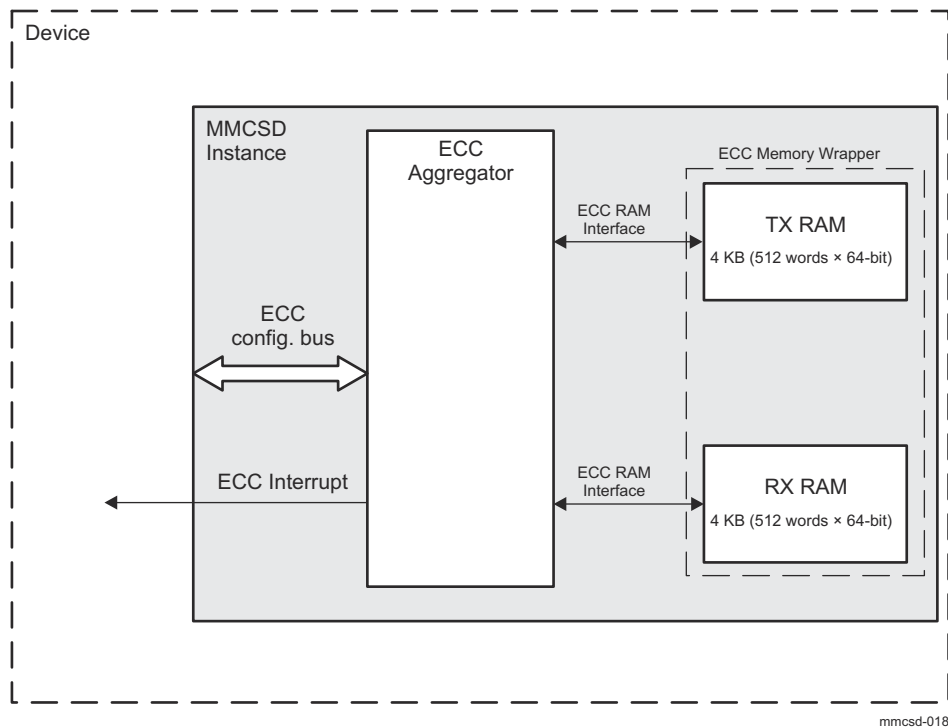 Device
MMCSD
Instance
ECC
Aggregator
ECC Memory Wrapper
ECC RAM
Interface
TX RAM
4 KB (512 words × 64-bit)
ECC
config. bus
ECC Interrupt
ECC RAM
Interface
RX RAM
4 KB (512 words × 64-bit)
mmcsd-018